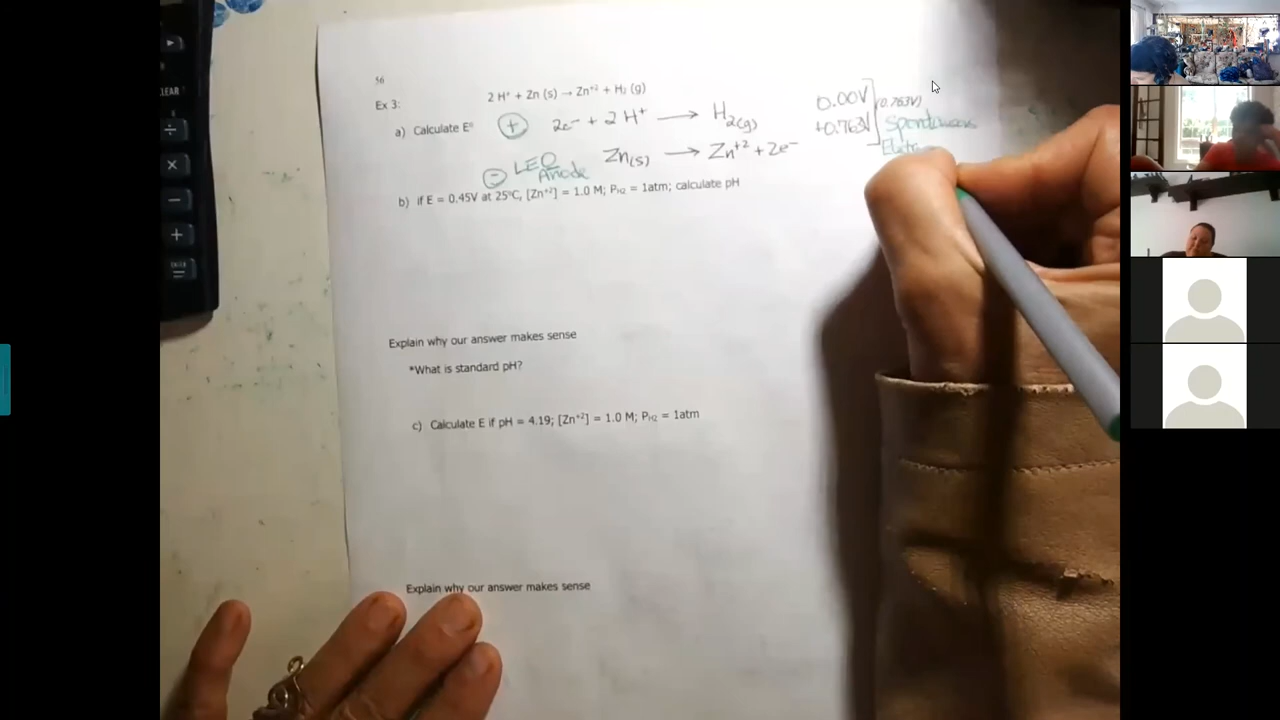 56
Ex 3:
2 H⁺ + Zn (s) → Zn⁺² + H₂ (g)
a) Calculate E°
⊕ 2e⁻ + 2 H⁺ → H₂(g) 0.00V (0.763V)
⊖ LEO Anode Zn(s) → Zn⁺² + 2e⁻ +0.763V Spontaneous
b) if E = 0.45V at 25°C, [Zn⁺²] = 1.0 M; P_H2 = 1atm; calculate pH
Explain why our answer makes sense
*What is standard pH?
c) Calculate E if pH = 4.19; [Zn⁺²] = 1.0 M; P_H2 = 1atm
Explain why our answer makes sense